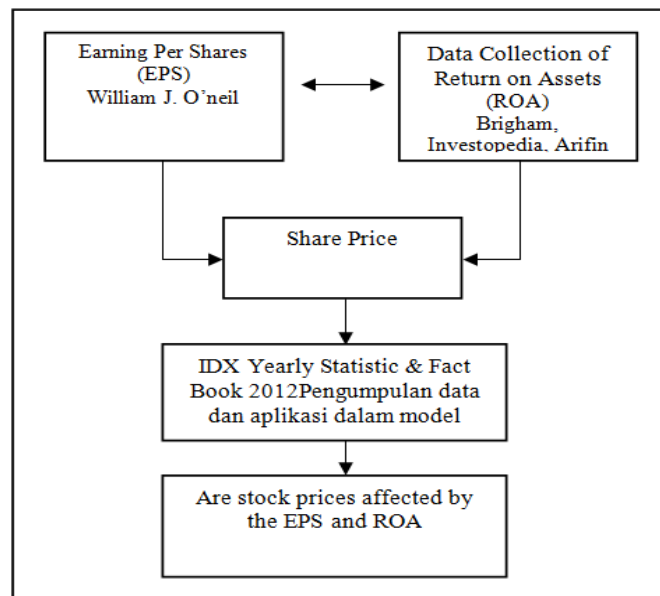 Earning Per Shares
(EPS)
William J. O'neil
Data Collection of
Return on Assets
(ROA)
Brigham,
Investopedia, Arifin
Share Price
IDX Yearly Statistic & Fact
Book 2012Pengumpulan data
dan aplikasi dalam model
Are stock prices affected by
the EPS and ROA